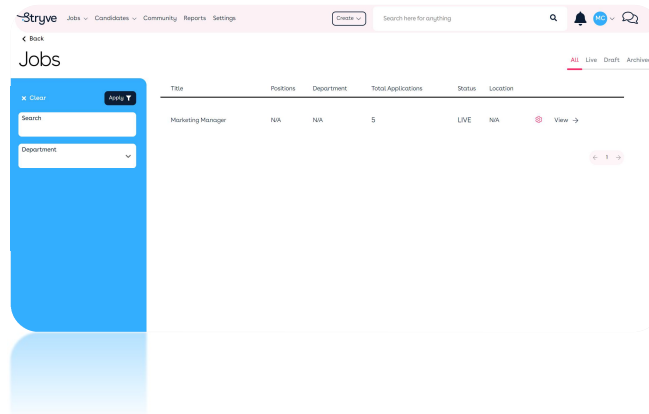 Stryve Jobs Candidates Community Reports Settings Create Search here for anything MC
Back
Jobs
All Live Draft Archive
x Clear Apply
Search
Department
Title Positions Department Total Applications Status Location
Marketing Manager N/A N/A 5 LIVE N/A View →
← 1 →